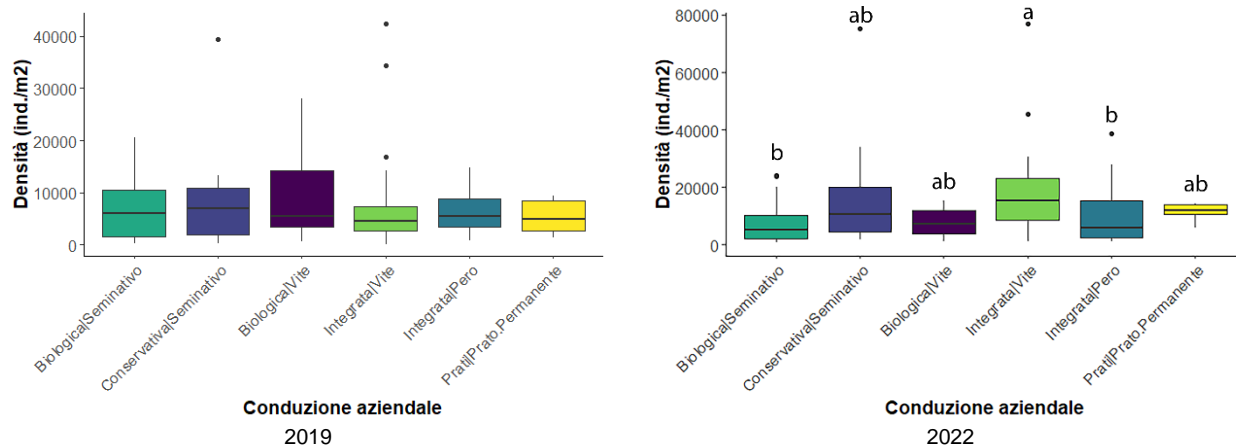 Densità (ind./m2)
40000
30000
20000
10000
0
Biologica|Seminativo
Conservativa|Seminativo
Biologica|Vite
Integrata|Vite
Integrata|Pero
Prati|Prato,Permanente
Conduzione aziendale
2019
Densità (ind./m2)
80000
60000
40000
20000
0
b
ab
ab
a
b
ab
Biologica|Seminativo
Conservativa|Seminativo
Biologica|Vite
Integrata|Vite
Integrata|Pero
Prati|Prato,Permanente
Conduzione aziendale
2022